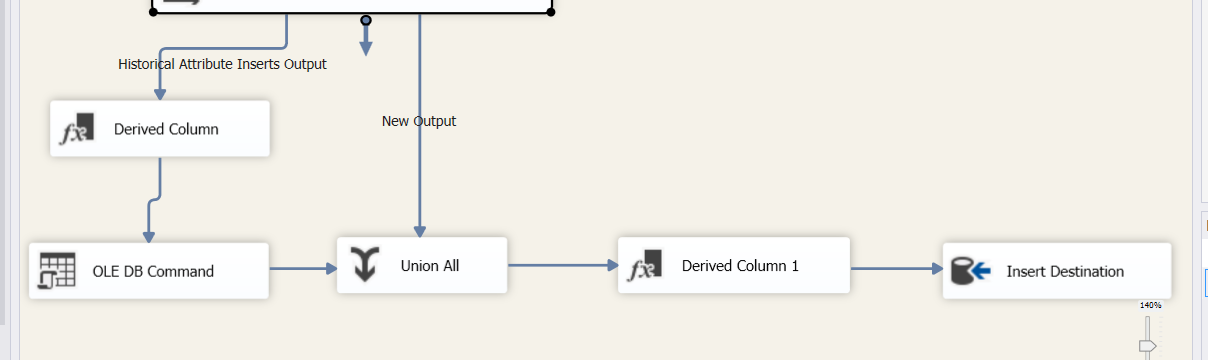 Historical Attribute Inserts Output
New Output
Derived Column
OLE DB Command
Union All
Derived Column 1
Insert Destination
140%